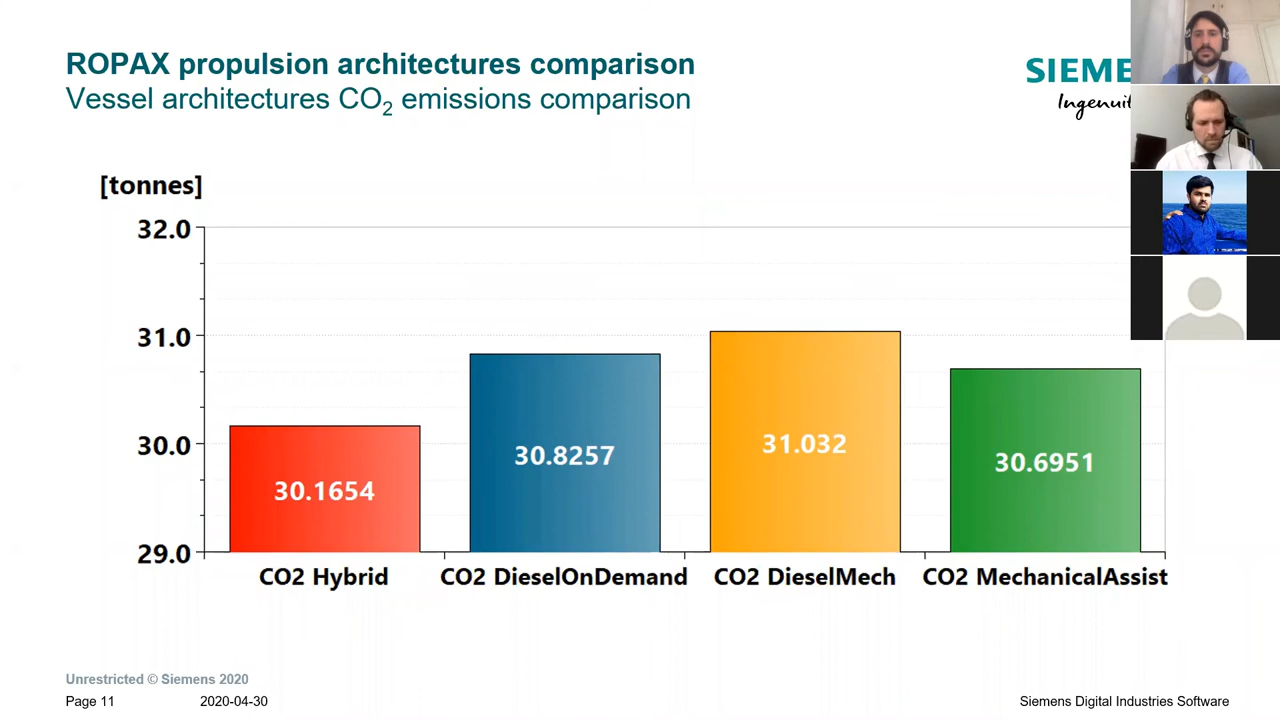 ROPAX propulsion architectures comparison
Vessel architectures CO2 emissions comparison
SIEME
Ingenuit
[tonnes]
32.0
31.0
30.0
29.0
30.1654
30.8257
31.032
30.6951
CO2 Hybrid
CO2 DieselOnDemand
CO2 DieselMech
CO2 MechanicalAssist
Unrestricted © Siemens 2020
Page 11
2020-04-30
Siemens Digital Industries Software